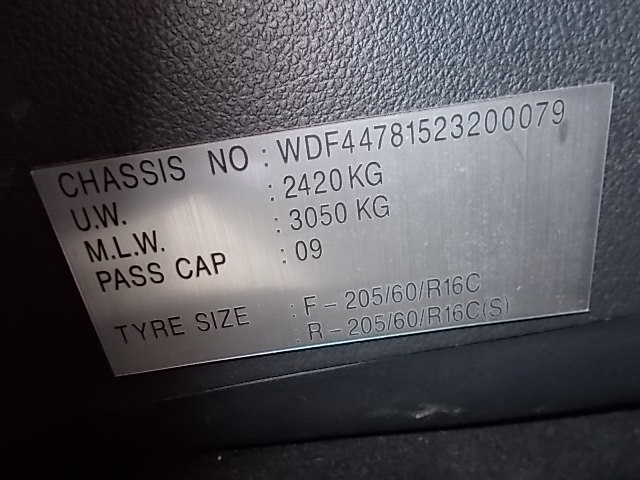 CHASSIS NO : WDF44781523200079
U.W. : 2420 KG
M.L.W. : 3050 KG
PASS CAP : 09
TYRE SIZE : F - 205/60/R16C
: R - 205/60/R16C(S)